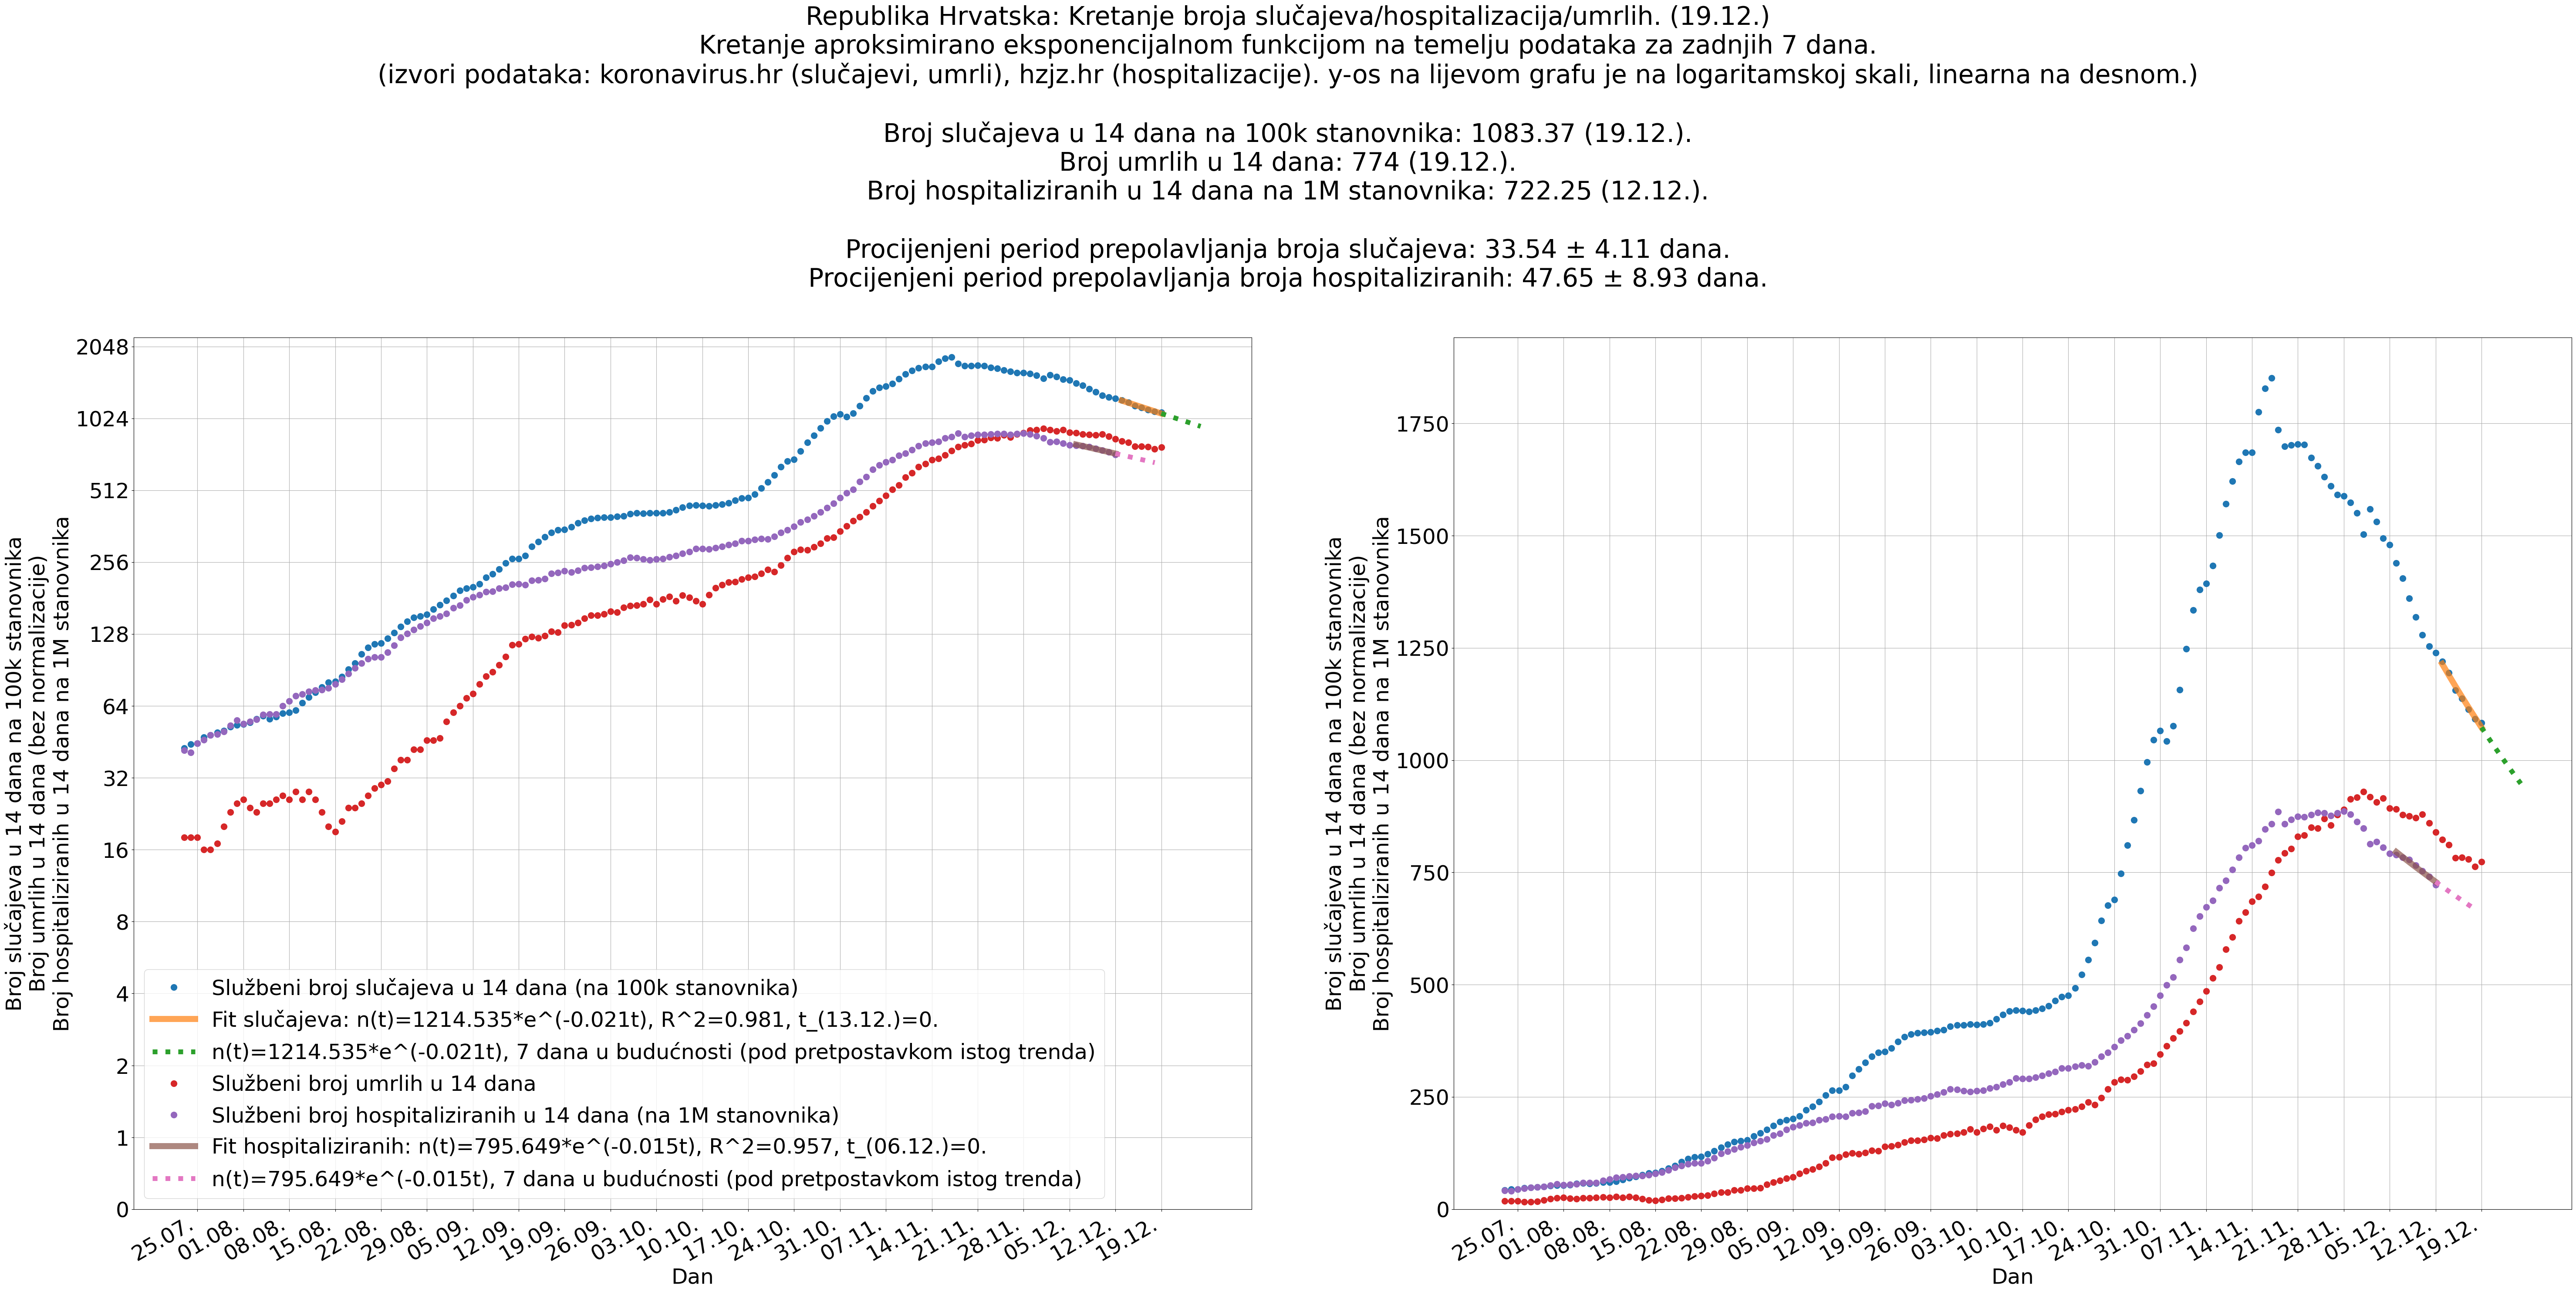 Republika Hrvatska: Kretanje broja slučajeva/hospitalizacija/umrlih. (19.12.)
Kretanje aproksimirano eksponencijalnom funkcijom na temelju podataka za zadnjih 7 dana.
(izvori podataka: koronavirus.hr (slučajevi, umrli), hzjz.hr (hospitalizacije). y-os na lijevom grafu je na logaritamskoj skali, linearna na desnom.)
Broj slučajeva u 14 dana na 100k stanovnika: 1083.37 (19.12.).
Broj umrlih u 14 dana: 774 (19.12.).
Broj hospitaliziranih u 14 dana na 1M stanovnika: 722.25 (12.12.).
Procijenjeni period prepolavljanja broja slučajeva: 33.54 ± 4.11 dana.
Procijenjeni period prepolavljanja broja hospitaliziranih: 47.65 ± 8.93 dana.
Broj slučajeva u 14 dana na 100k stanovnika
Broj umrlih u 14 dana (bez normalizacije)
Broj hospitaliziranih u 14 dana na 1M stanovnika
2048
1024
512
256
128
64
32
16
8
4
2
1
0
Službeni broj slučajeva u 14 dana (na 100k stanovnika)
Fit slučajeva: n(t)=1214.535*e^(-0.021t), R^2=0.981, t_(13.12.)=0.
n(t)=1214.535*e^(-0.021t), 7 dana u budućnosti (pod pretpostavkom istog trenda)
Službeni broj umrlih u 14 dana
Službeni broj hospitaliziranih u 14 dana (na 1M stanovnika)
Fit hospitaliziranih: n(t)=795.649*e^(-0.015t), R^2=0.957, t_(06.12.)=0.
n(t)=795.649*e^(-0.015t), 7 dana u budućnosti (pod pretpostavkom istog trenda)
25.07. 01.08. 08.08. 15.08. 22.08. 29.08. 05.09. 12.09. 19.09. 26.09. 03.10. 10.10. 17.10. 24.10. 31.10. 07.11. 14.11. 21.11. 28.11. 05.12. 12.12. 19.12.
Dan
Broj slučajeva u 14 dana na 100k stanovnika
Broj umrlih u 14 dana (bez normalizacije)
Broj hospitaliziranih u 14 dana na 1M stanovnika
1750
1500
1250
1000
750
500
250
0
25.07. 01.08. 08.08. 15.08. 22.08. 29.08. 05.09. 12.09. 19.09. 26.09. 03.10. 10.10. 17.10. 24.10. 31.10. 07.11. 14.11. 21.11. 28.11. 05.12. 12.12. 19.12.
Dan